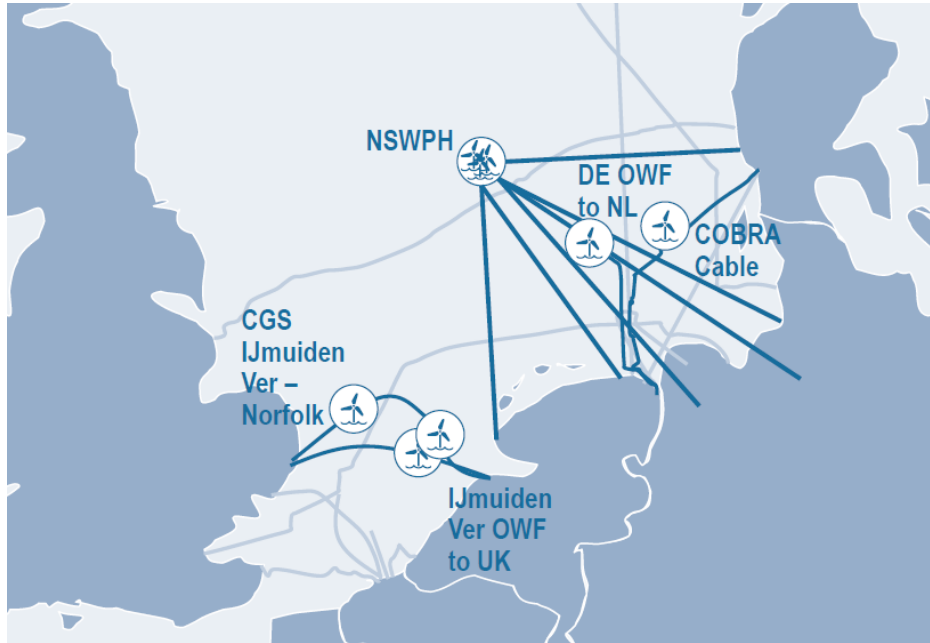 NSWPH
DE OWF
to NL
COBRA
Cable
CGS
IJmuiden
Ver –
Norfolk
IJmuiden
Ver OWF
to UK